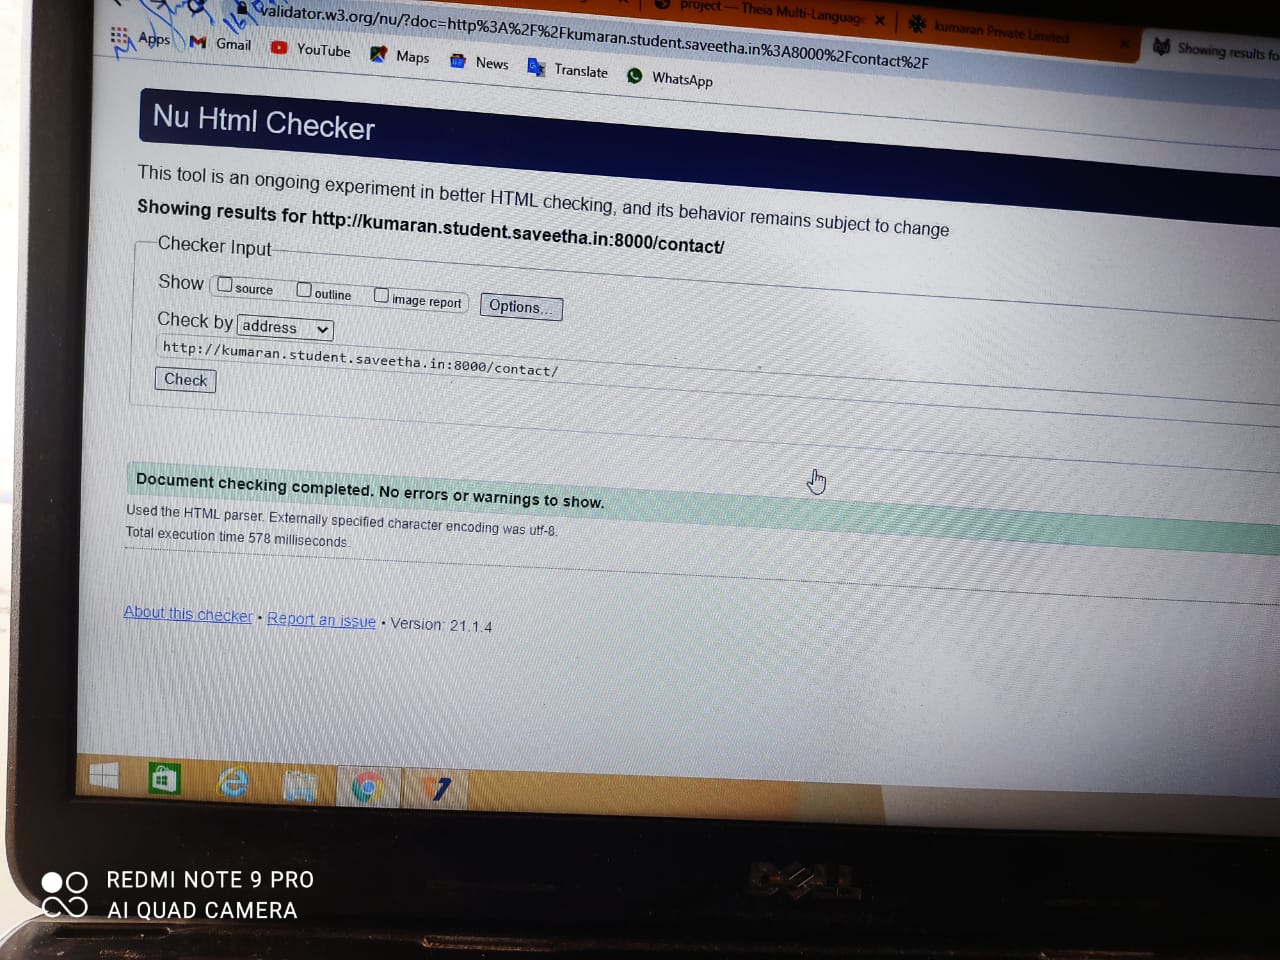 project — Theia Multi-Language
kumaran Private Limited
Showing results fo
validator.w3.org/nu/?doc=http%3A%2F%2Fkumaran.student.saveetha.in%3A8000%2Fcontact%2F
Apps
Gmail
YouTube
Maps
News
Translate
WhatsApp
Nu Html Checker
This tool is an ongoing experiment in better HTML checking, and its behavior remains subject to change
Showing results for http://kumaran.student.saveetha.in:8000/contact/
Checker Input
Show source outline image report Options...
Check by address
http://kumaran.student.saveetha.in:8000/contact/
Check
Document checking completed. No errors or warnings to show.
Used the HTML parser. Externally specified character encoding was utf-8.
Total execution time 578 milliseconds.
About this checker • Report an issue • Version: 21.1.4
DELL
REDMI NOTE 9 PRO
AI QUAD CAMERA